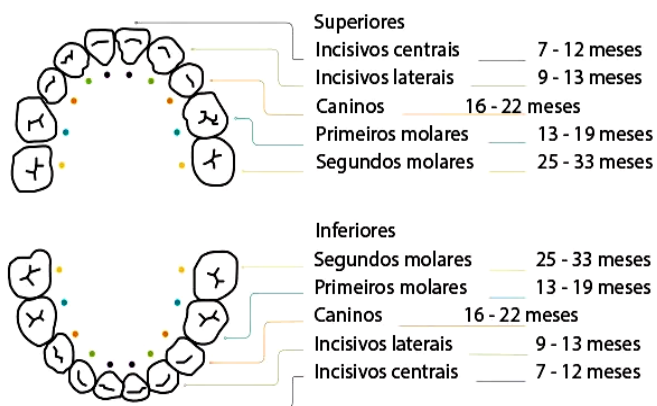 Superiores
Incisivos centrais 7 - 12 meses
Incisivos laterais 9 - 13 meses
Caninos 16 - 22 meses
Primeiros molares 13 - 19 meses
Segundos molares 25 - 33 meses
Inferiores
Segundos molares 25 - 33 meses
Primeiros molares 13 - 19 meses
Caninos 16 - 22 meses
Incisivos laterais 9 - 13 meses
Incisivos centrais 7 - 12 meses